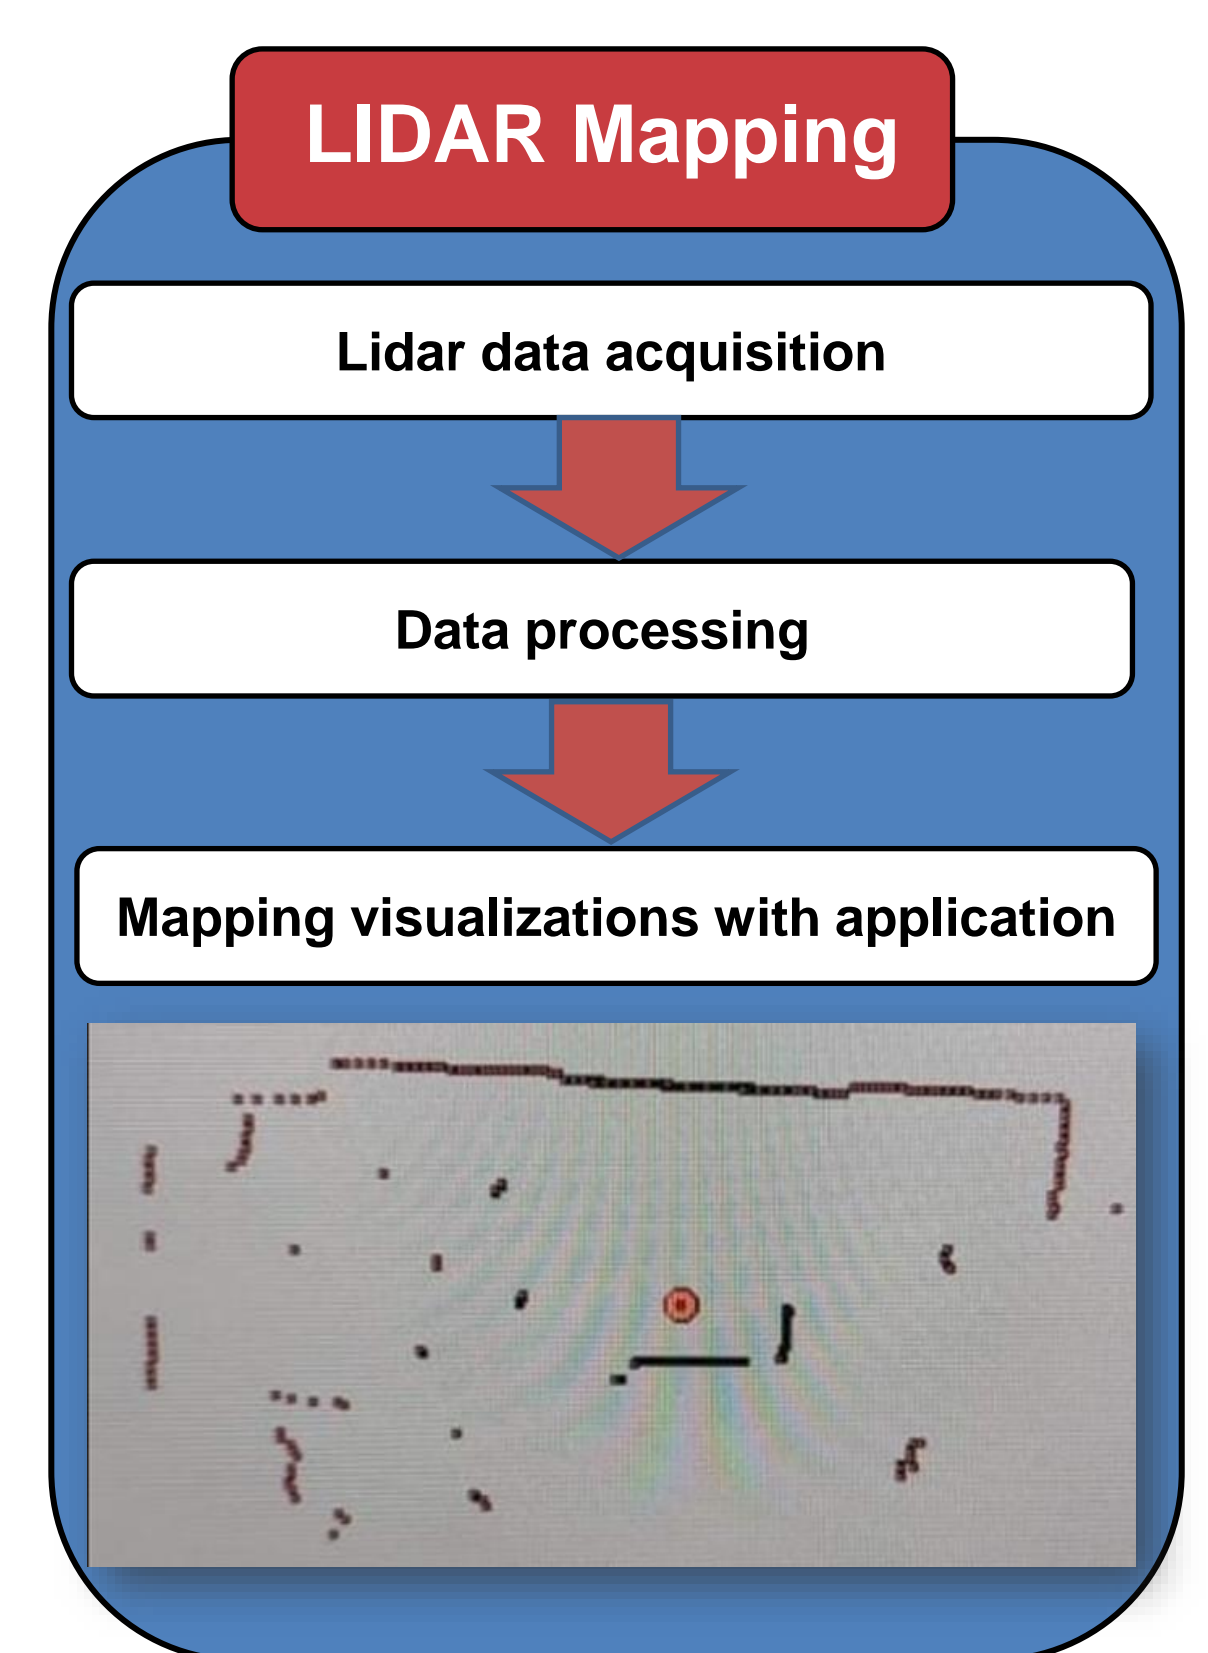 LIDAR Mapping
Lidar data acquisition
Data processing
Mapping visualizations with application